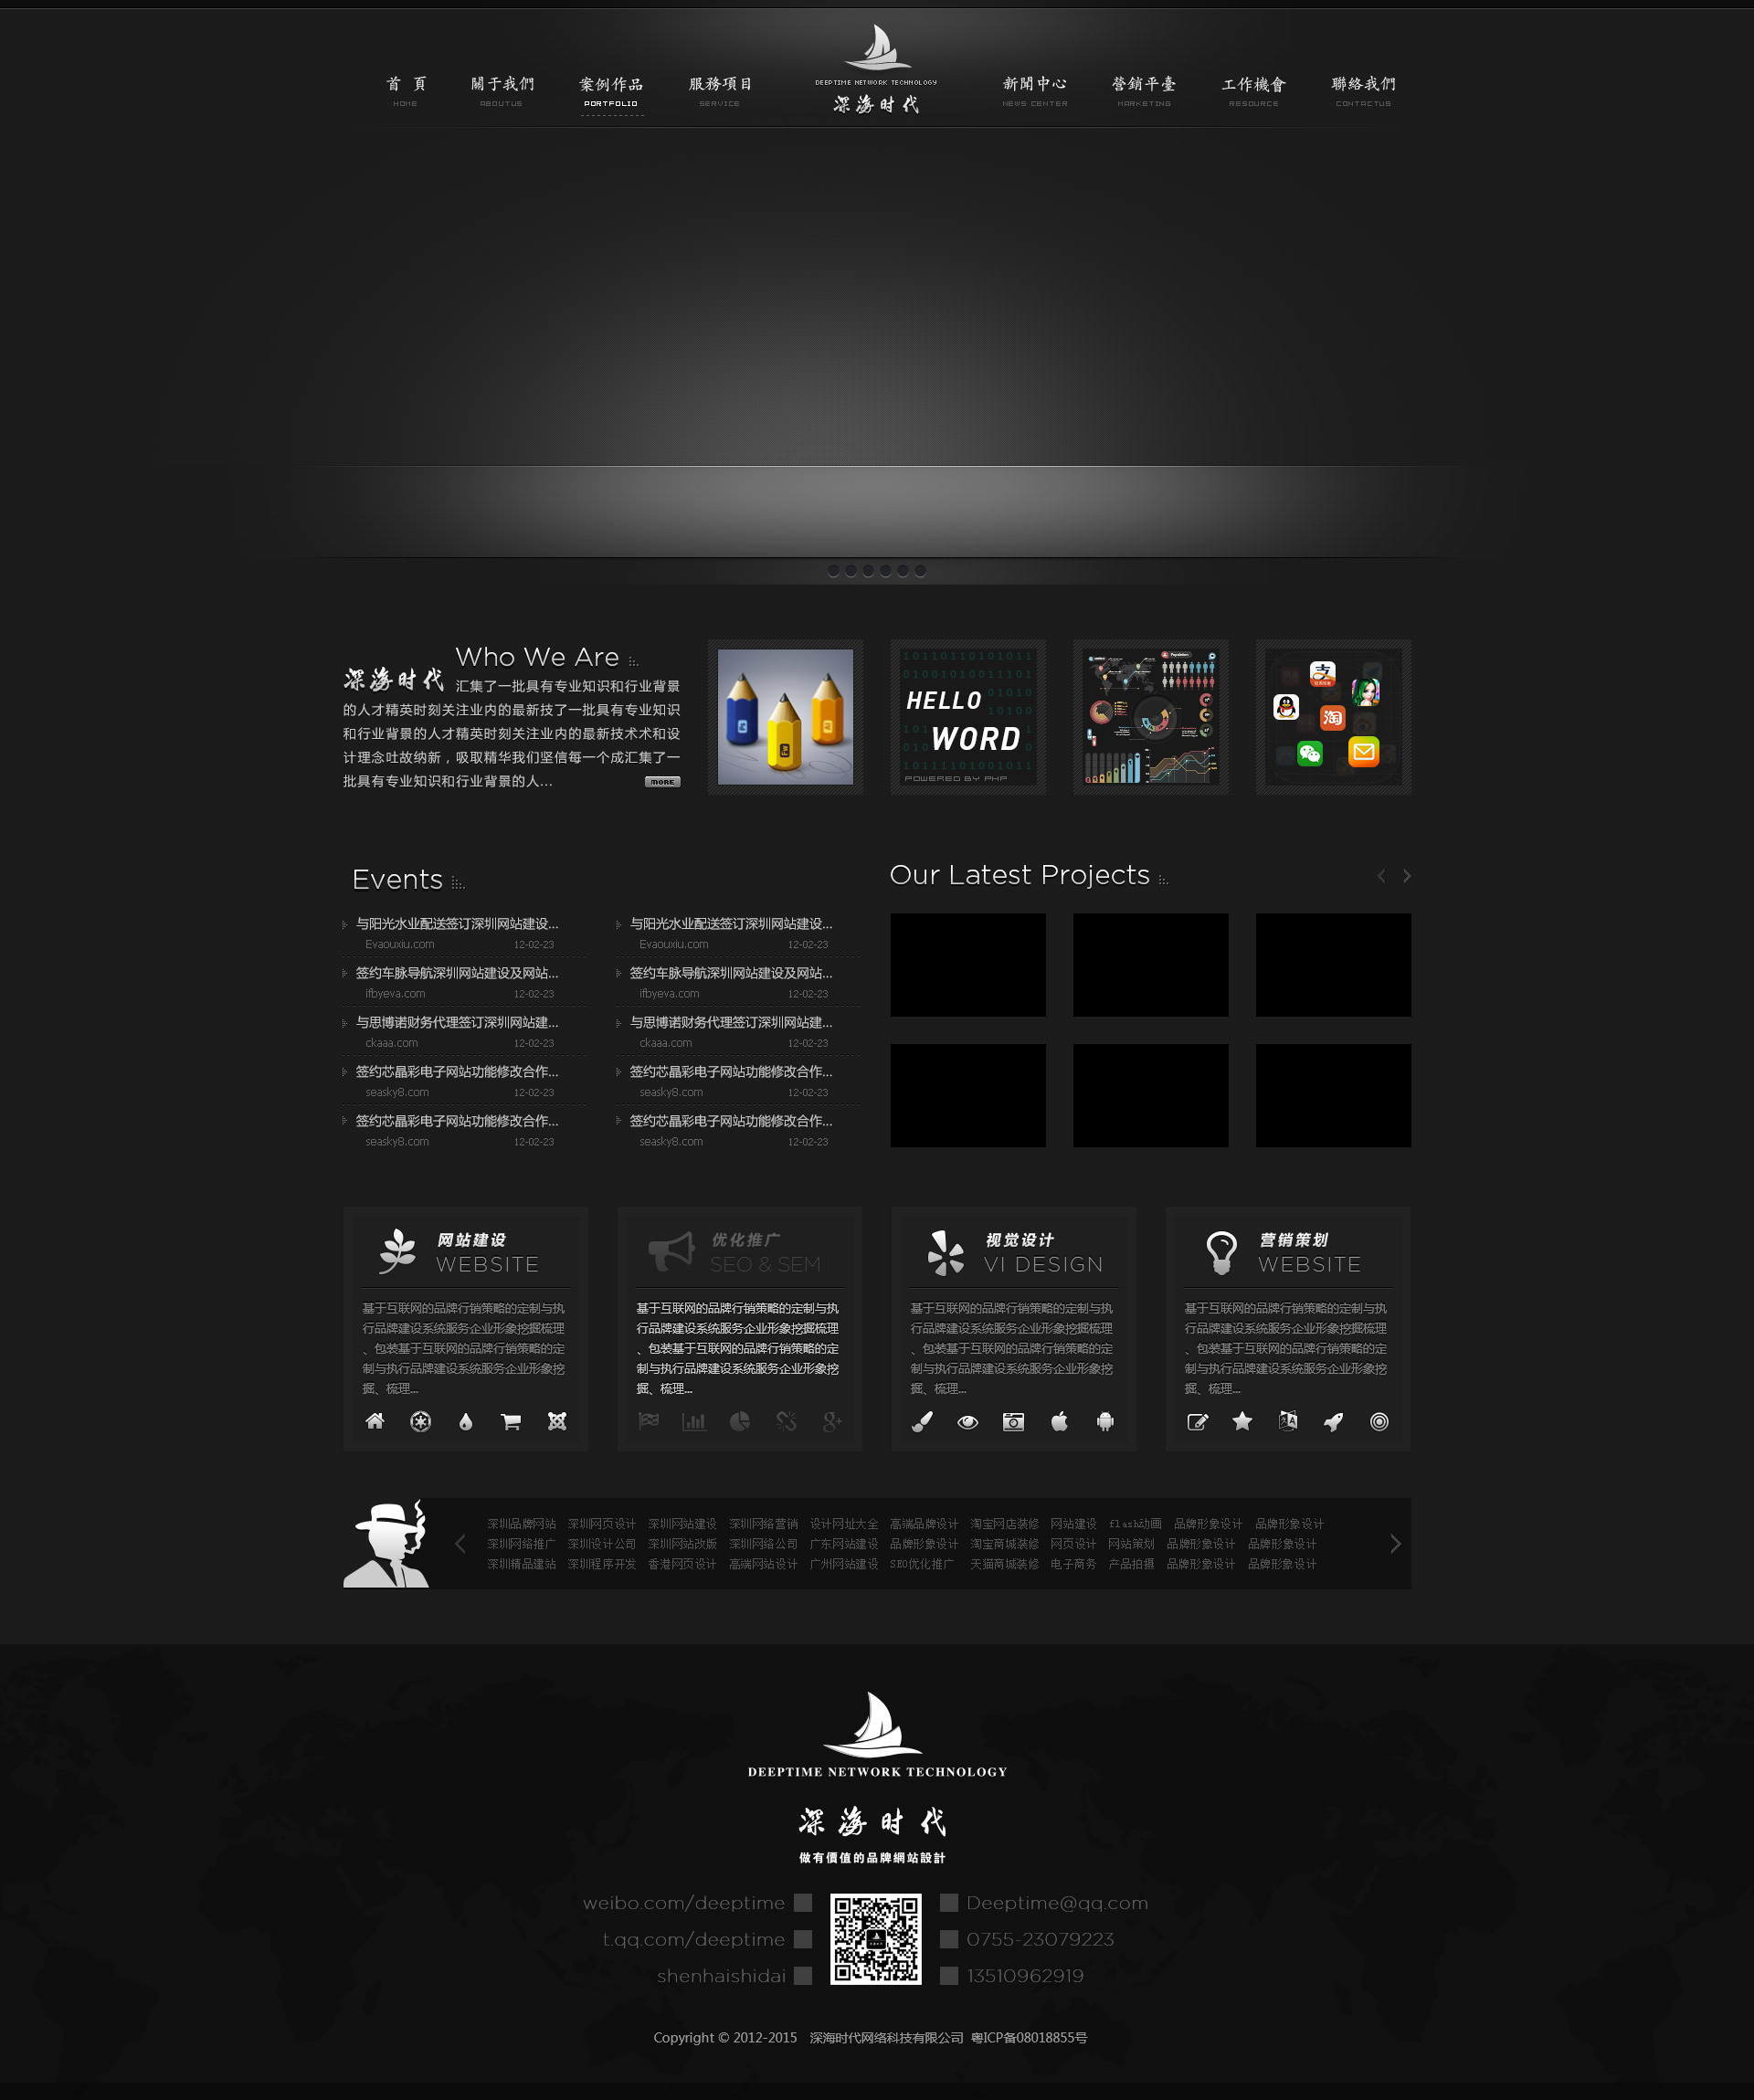 首 頁
HOME
關于我們
ABOUTUS
案例作品
PORTFOLIO
服務項目
SERVICE
DEEPTIME NETWORK TECHNOLOGY
深海时代
新聞中心
NEWS CENTER
營銷平臺
MARKETING
工作機會
RESOURCE
聯絡我們
CONTACTUS
Who We Are
深海时代
汇集了一批具有专业知识和行业背景
的人才精英时刻关注业内的最新技了一批具有专业知识
和行业背景的人才精英时刻关注业内的最新技术术和设
计理念吐故纳新，吸取精华我们坚信每一个成汇集了一
批具有专业知识和行业背景的人...
MORE
Fw
10110110101011
HELLO
WORD
POWERED BY PHP
Population
支
淘
Events
与阳光水业配送签订深圳网站建设...
Evaouxiu.com 12-02-23
签约车脉导航深圳网站建设及网站...
ifbyeva.com 12-02-23
与思博诺财务代理签订深圳网站建...
ckaaa.com 12-02-23
签约芯晶彩电子网站功能修改合作...
seasky8.com 12-02-23
签约芯晶彩电子网站功能修改合作...
seasky8.com 12-02-23
与阳光水业配送签订深圳网站建设...
Evaouxiu.com 12-02-23
签约车脉导航深圳网站建设及网站...
ifbyeva.com 12-02-23
与思博诺财务代理签订深圳网站建...
ckaaa.com 12-02-23
签约芯晶彩电子网站功能修改合作...
seasky8.com 12-02-23
签约芯晶彩电子网站功能修改合作...
seasky8.com 12-02-23
Our Latest Projects
网站建设
WEBSITE
基于互联网的品牌行销策略的定制与执
行品牌建设系统服务企业形象挖掘梳理
、包装基于互联网的品牌行销策略的定
制与执行品牌建设系统服务企业形象挖
掘、梳理...
优化推广
SEO & SEM
基于互联网的品牌行销策略的定制与执
行品牌建设系统服务企业形象挖掘梳理
、包装基于互联网的品牌行销策略的定
制与执行品牌建设系统服务企业形象挖
掘、梳理...
视觉设计
VI DESIGN
基于互联网的品牌行销策略的定制与执
行品牌建设系统服务企业形象挖掘梳理
、包装基于互联网的品牌行销策略的定
制与执行品牌建设系统服务企业形象挖
掘、梳理...
营销策划
WEBSITE
基于互联网的品牌行销策略的定制与执
行品牌建设系统服务企业形象挖掘梳理
、包装基于互联网的品牌行销策略的定
制与执行品牌建设系统服务企业形象挖
掘、梳理...
深圳品牌网站 深圳网页设计 深圳网站建设 深圳网络营销 设计网址大全 高端品牌设计 淘宝网店装修 网站建设 flash动画 品牌形象设计 品牌形象设计
深圳网络推广 深圳设计公司 深圳网站改版 深圳网络公司 广东网站建设 品牌形象设计 淘宝商城装修 网页设计 网站策划 品牌形象设计 品牌形象设计
深圳精品建站 深圳程序开发 香港网页设计 高端网站设计 广州网站建设 SEO优化推广 天猫商城装修 电子商务 产品拍摄 品牌形象设计 品牌形象设计
DEEPTIME NETWORK TECHNOLOGY
深海时代
做有價值的品牌網站設計
weibo.com/deeptime
t.qq.com/deeptime
shenhaishidai
Deeptime@qq.com
0755-23079223
13510962919
Copyright © 2012-2015 深海时代网络科技有限公司 粤ICP备08018855号